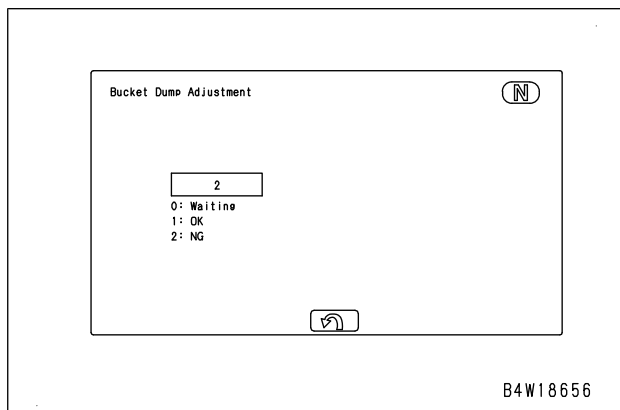 Bucket Dump Adjustment
N
2
0: Waiting
1: OK
2: NG
B4W18656